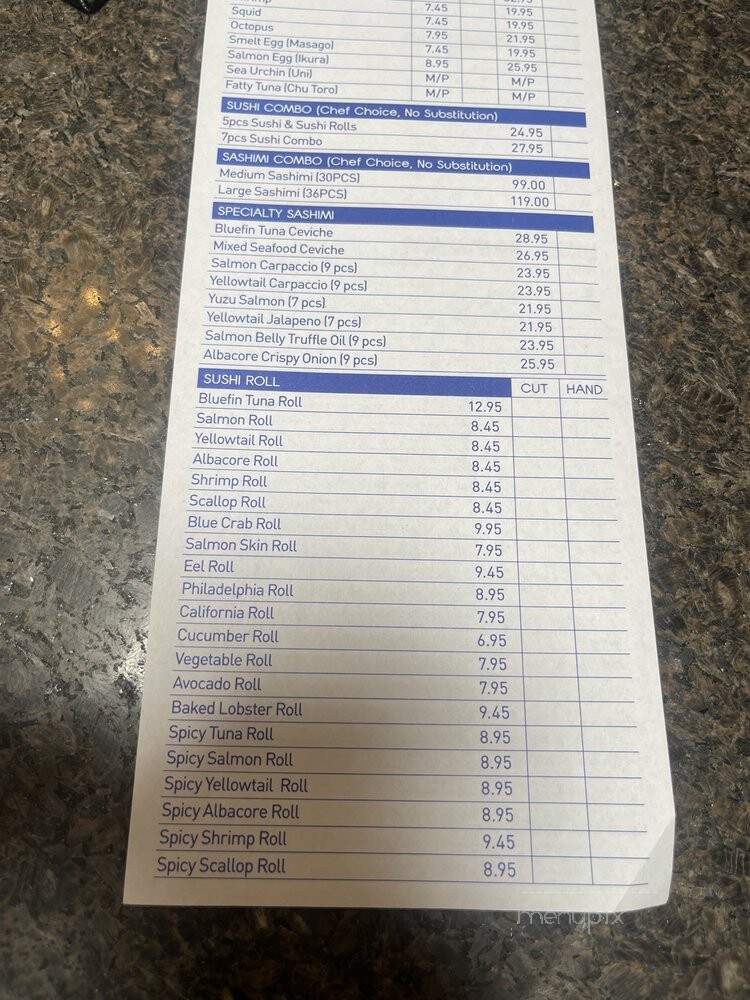 Squid 7.45 19.95
Octopus 7.45 19.95
Smelt Egg (Masago) 7.95 21.95
Salmon Egg (Ikura) 7.45 19.95
Sea Urchin (Uni) 8.95 25.95
Fatty Tuna (Chu Toro) M/P M/P
M/P M/P
SUSHI COMBO (Chef Choice, No Substitution)
5pcs Sushi & Sushi Rolls 24.95
7pcs Sushi Combo 27.95
SASHIMI COMBO (Chef Choice, No Substitution)
Medium Sashimi (30PCS) 99.00
Large Sashimi (36PCS) 119.00
SPECIALTY SASHIMI
Bluefin Tuna Ceviche 28.95
Mixed Seafood Ceviche 26.95
Salmon Carpaccio (9 pcs) 23.95
Yellowtail Carpaccio (9 pcs) 23.95
Yuzu Salmon (7 pcs) 21.95
Yellowtail Jalapeno (7 pcs) 21.95
Salmon Belly Truffle Oil (9 pcs) 23.95
Albacore Crispy Onion (9 pcs) 25.95
SUSHI ROLL CUT HAND
Bluefin Tuna Roll 12.95
Salmon Roll 8.45
Yellowtail Roll 8.45
Albacore Roll 8.45
Shrimp Roll 8.45
Scallop Roll 8.45
Blue Crab Roll 9.95
Salmon Skin Roll 7.95
Eel Roll 9.45
Philadelphia Roll 8.95
California Roll 7.95
Cucumber Roll 6.95
Vegetable Roll 7.95
Avocado Roll 7.95
Baked Lobster Roll 9.45
Spicy Tuna Roll 8.95
Spicy Salmon Roll 8.95
Spicy Yellowtail Roll 8.95
Spicy Albacore Roll 8.95
Spicy Shrimp Roll 9.45
Spicy Scallop Roll 8.95
menupix